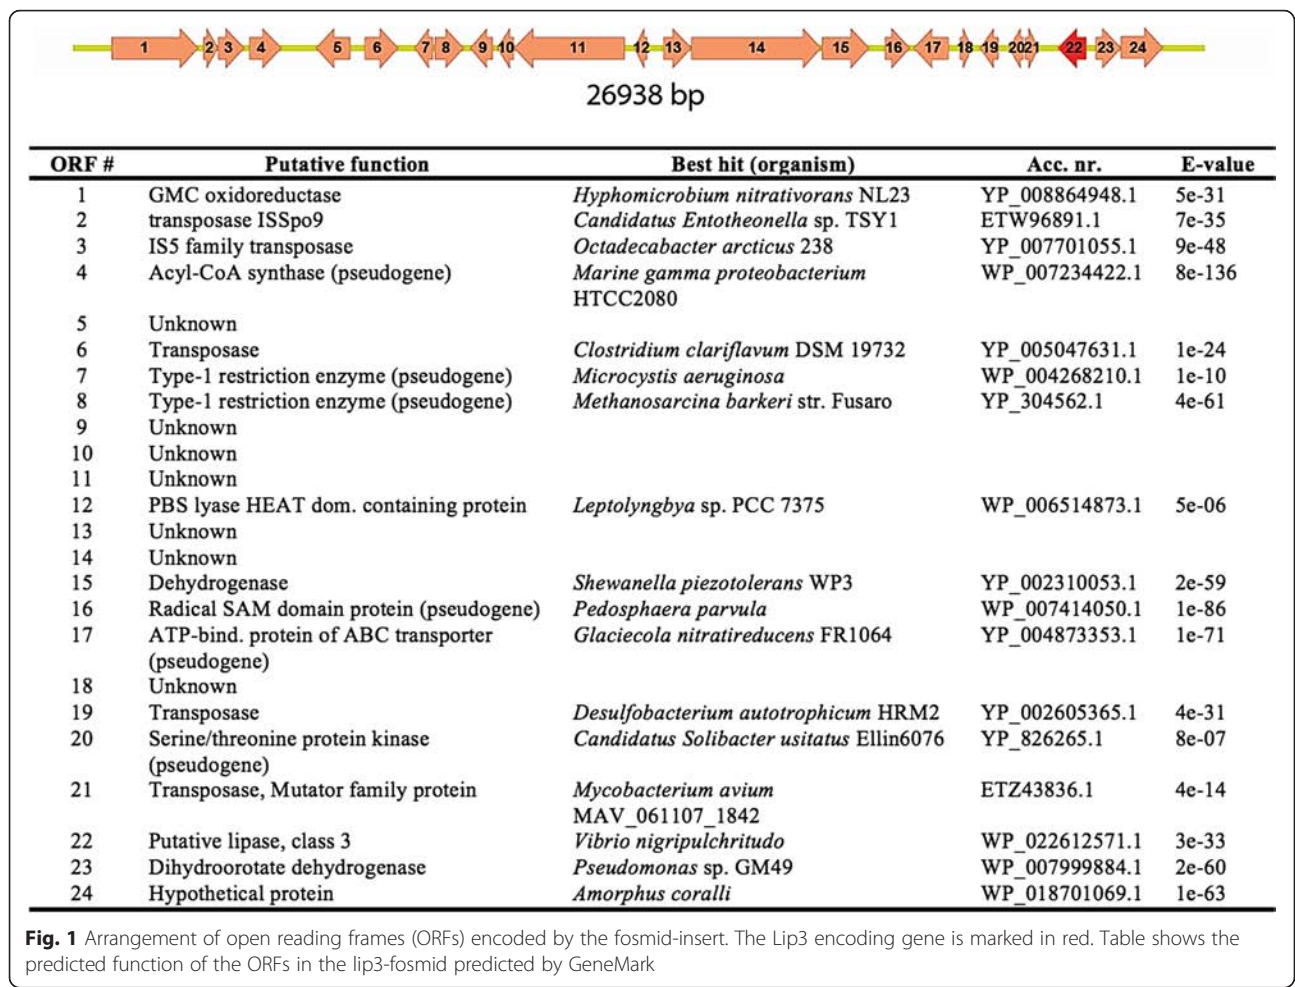 1 2 3 4 5 6 7 8 9 10 11 12 13 14 15 16 17 18 19 20 21 22 23 24
26938 bp
ORF # Putative function Best hit (organism) Acc. nr. E-value
1 GMC oxidoreductase Hyphomicrobium nitrativorans NL23 YP_008864948.1 5e-31
2 transposase ISSpo9 Candidatus Entotheonella sp. TSY1 ETW96891.1 7e-35
3 IS5 family transposase Octadecabacter arcticus 238 YP_007701055.1 9e-48
4 Acyl-CoA synthase (pseudogene) Marine gamma proteobacterium WP_007234422.1 8e-136
HTCC2080
5 Unknown
6 Transposase Clostridium clariflavum DSM 19732 YP_005047631.1 1e-24
7 Type-1 restriction enzyme (pseudogene) Microcystis aeruginosa WP_004268210.1 1e-10
8 Type-1 restriction enzyme (pseudogene) Methanosarcina barkeri str. Fusaro YP_304562.1 4e-61
9 Unknown
10 Unknown
11 Unknown
12 PBS lyase HEAT dom. containing protein Leptolyngbya sp. PCC 7375 WP_006514873.1 5e-06
13 Unknown
14 Unknown
15 Dehydrogenase Shewanella piezotolerans WP3 YP_002310053.1 2e-59
16 Radical SAM domain protein (pseudogene) Pedosphaera parvula WP_007414050.1 1e-86
17 ATP-bind. protein of ABC transporter Glaciecola nitratireducens FR1064 YP_004873353.1 1e-71
(pseudogene)
18 Unknown
19 Transposase Desulfobacterium autotrophicum HRM2 YP_002605365.1 4e-31
20 Serine/threonine protein kinase Candidatus Solibacter usitatus Ellin6076 YP_826265.1 8e-07
(pseudogene)
21 Transposase, Mutator family protein Mycobacterium avium ETZ43836.1 4e-14
MAV_061107_1842
22 Putative lipase, class 3 Vibrio nigripulchritudo WP_022612571.1 3e-33
23 Dihydroorotate dehydrogenase Pseudomonas sp. GM49 WP_007999884.1 2e-60
24 Hypothetical protein Amorphus coralli WP_018701069.1 1e-63
Fig. 1 Arrangement of open reading frames (ORFs) encoded by the fosmid-insert. The Lip3 encoding gene is marked in red. Table shows the
predicted function of the ORFs in the lip3-fosmid predicted by GeneMark